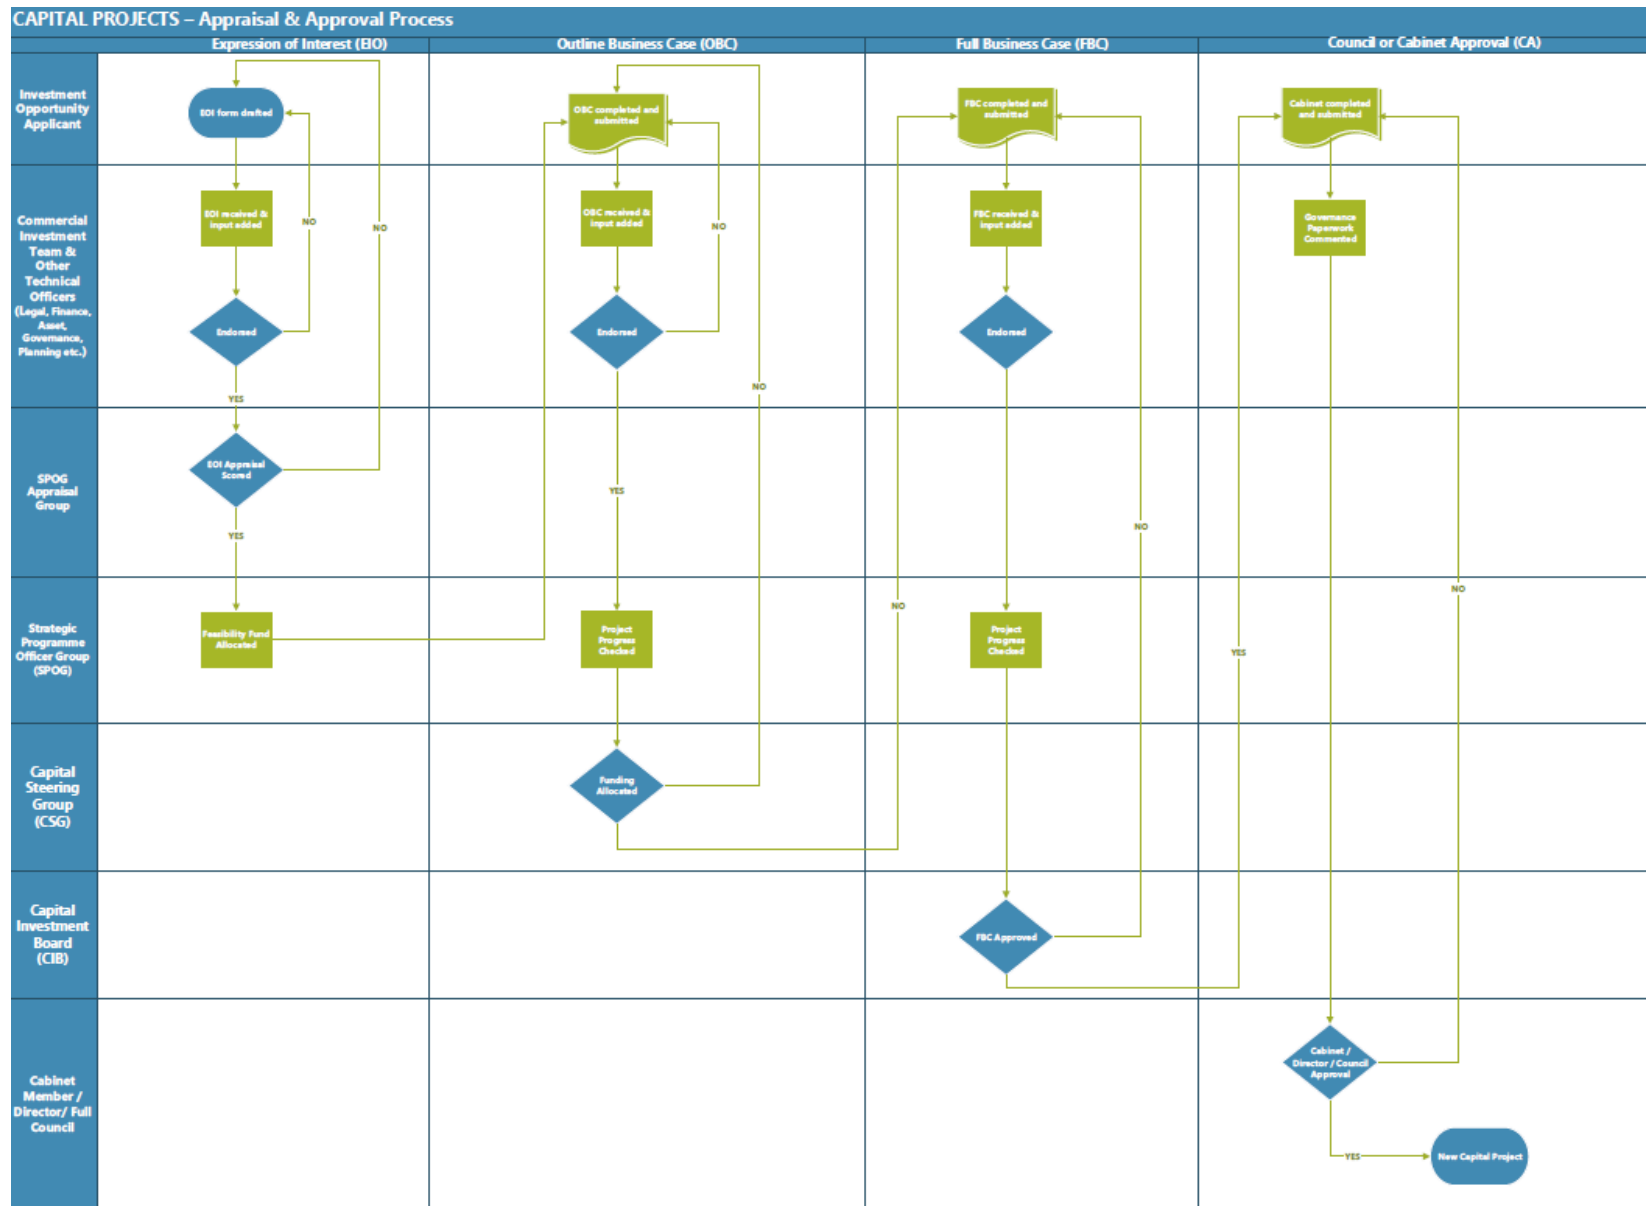 CAPITAL PROJECTS – Appraisal & Approval Process
Expression of Interest (EIO)
Outline Business Case (OBC)
Full Business Case (FBC)
Council or Cabinet Approval (CA)
Investment
Opportunity
Applicant
EOI form drafted
OBC completed and
submitted
FBC completed and
submitted
Cabinet completed
and submitted
Commercial
Investment
Team &
Other
Technical
Officers
(Legal, Finance,
Asset,
Governance,
Planning etc.)
EOI received &
input added
NO
NO
OBC received &
input added
NO
FBC received &
input added
Governance
Paperwork
Commented
Endorsed
Endorsed
Endorsed
YES
NO
SPOG
Appraisal
Group
EOI Appraisal
Scored
YES
YES
NO
Strategic
Programme
Officer Group
(SPOG)
Feasibility Fund
Allocated
Project
Progress
Checked
NO
Project
Progress
Checked
YES
NO
Capital
Steering
Group
(CSG)
Funding
Allocated
Capital
Investment
Board
(CIB)
FBC Approved
Cabinet
Member /
Director/ Full
Council
Cabinet /
Director / Council
Approval
YES
New Capital Project